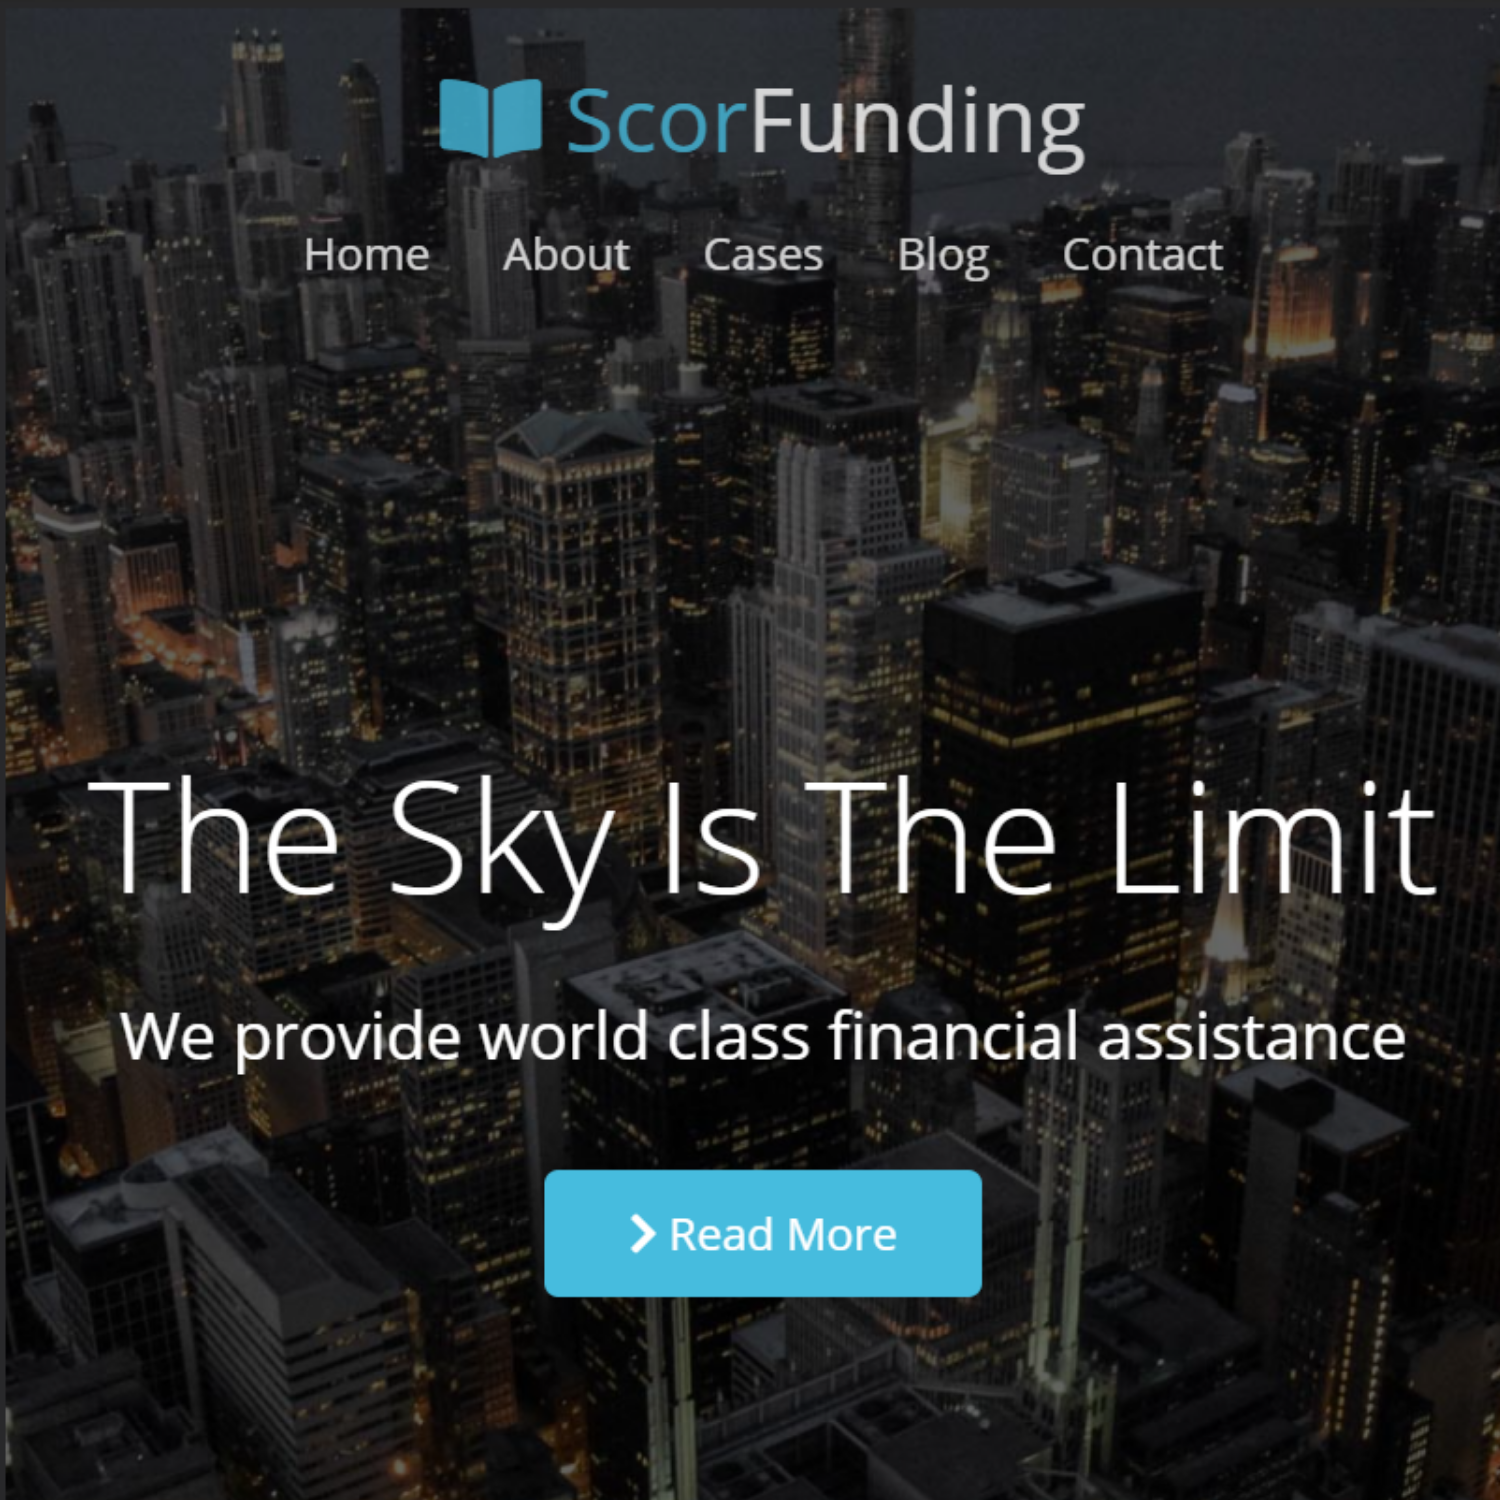 ScorFunding
Home About Cases Blog Contact
The Sky Is The Limit
We provide world class financial assistance
Read More